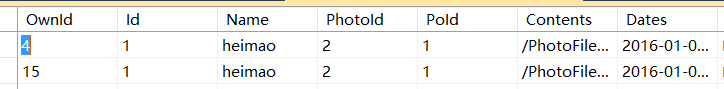 OwnId Id Name PhotoId PoId Contents Dates
4 1 heimao 2 1 /PhotoFile... 2016-01-0...
15 1 heimao 2 1 /PhotoFile... 2016-01-0...